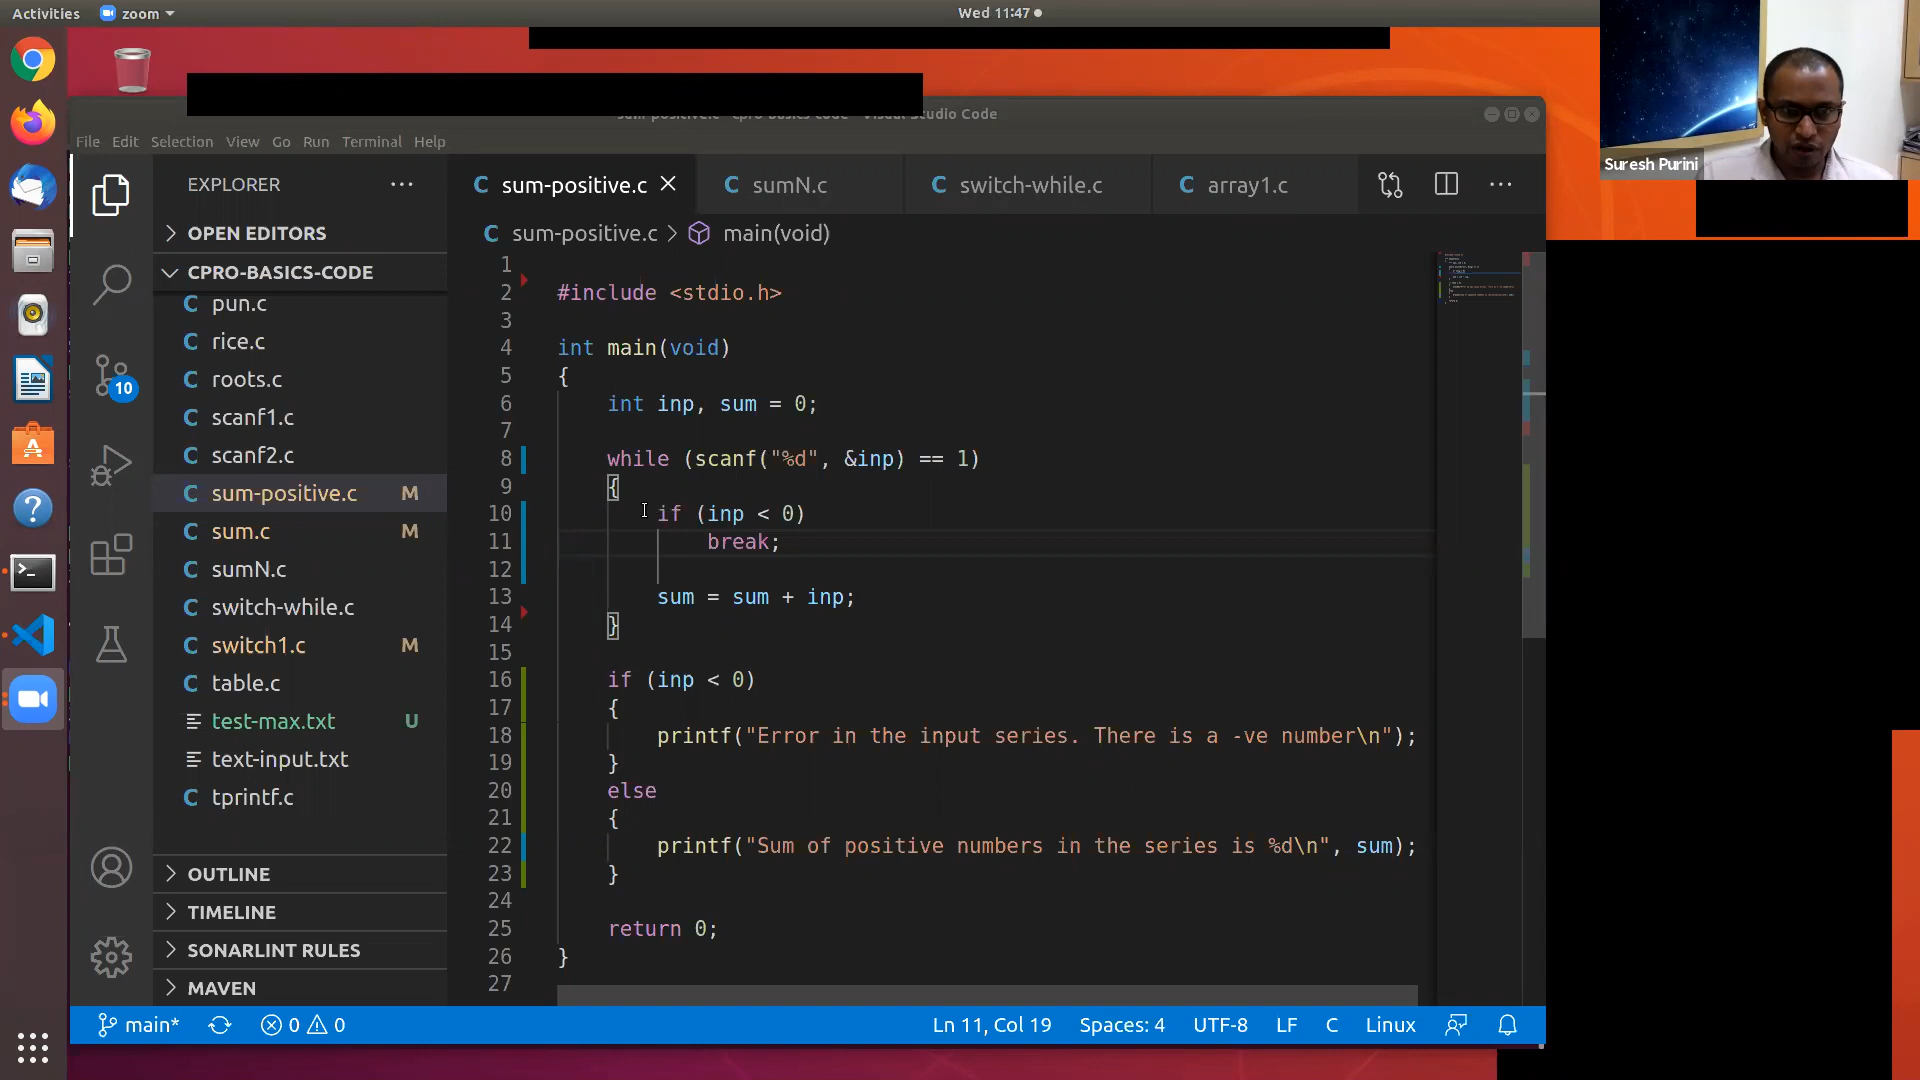 Activities
zoom
Wed 11:47
Suresh Purini
File Edit Selection View Go Run Terminal Help
EXPLORER
OPEN EDITORS
CPRO-BASICS-CODE
pun.c
rice.c
roots.c
scanf1.c
scanf2.c
sum-positive.c M
sum.c M
sumN.c
switch-while.c
switch1.c M
table.c
test-max.txt U
text-input.txt
tprintf.c
OUTLINE
TIMELINE
SONARLINT RULES
MAVEN
10
sum-positive.c sumN.c switch-while.c array1.c
sum-positive.c > main(void)
1
2 #include <stdio.h>
3
4 int main(void)
5 {
6 int inp, sum = 0;
7
8 while (scanf("%d", &inp) == 1)
9 {
10 if (inp < 0)
11 break;
12
13 sum = sum + inp;
14 }
15
16 if (inp < 0)
17 {
18 printf("Error in the input series. There is a -ve number\n");
19 }
20 else
21 {
22 printf("Sum of positive numbers in the series is %d\n", sum);
23 }
24
25 return 0;
26 }
27
main* 0 0 Ln 11, Col 19 Spaces: 4 UTF-8 LF C Linux